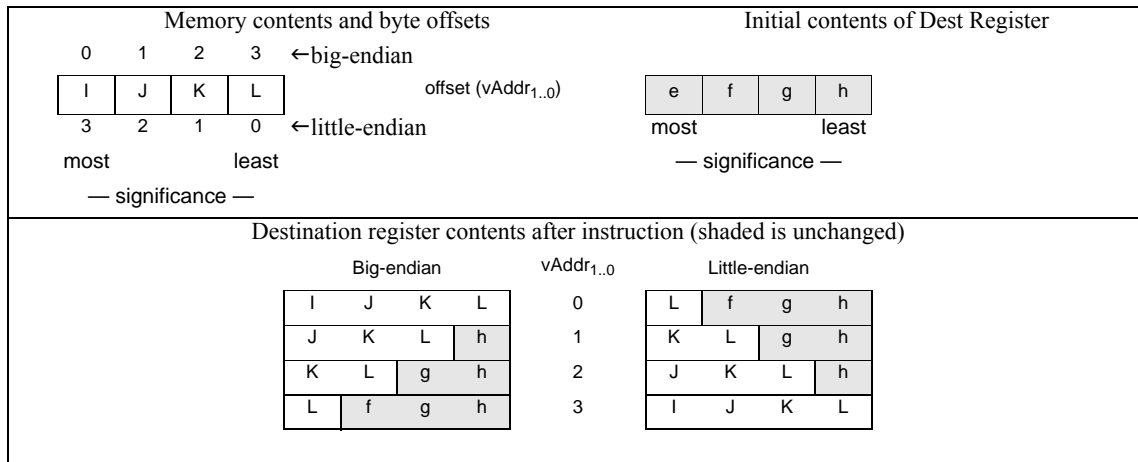 Memory contents and byte offsets
Initial contents of Dest Register
0 1 2 3 ←big-endian
I J K L offset (vAddr1..0) e f g h
3 2 1 0 ←little-endian most least
most least — significance —
— significance —
Destination register contents after instruction (shaded is unchanged)
Big-endian vAddr1..0 Little-endian
I J K L 0 L f g h
J K L h 1 K L g h
K L g h 2 J K L h
L f g h 3 I J K L